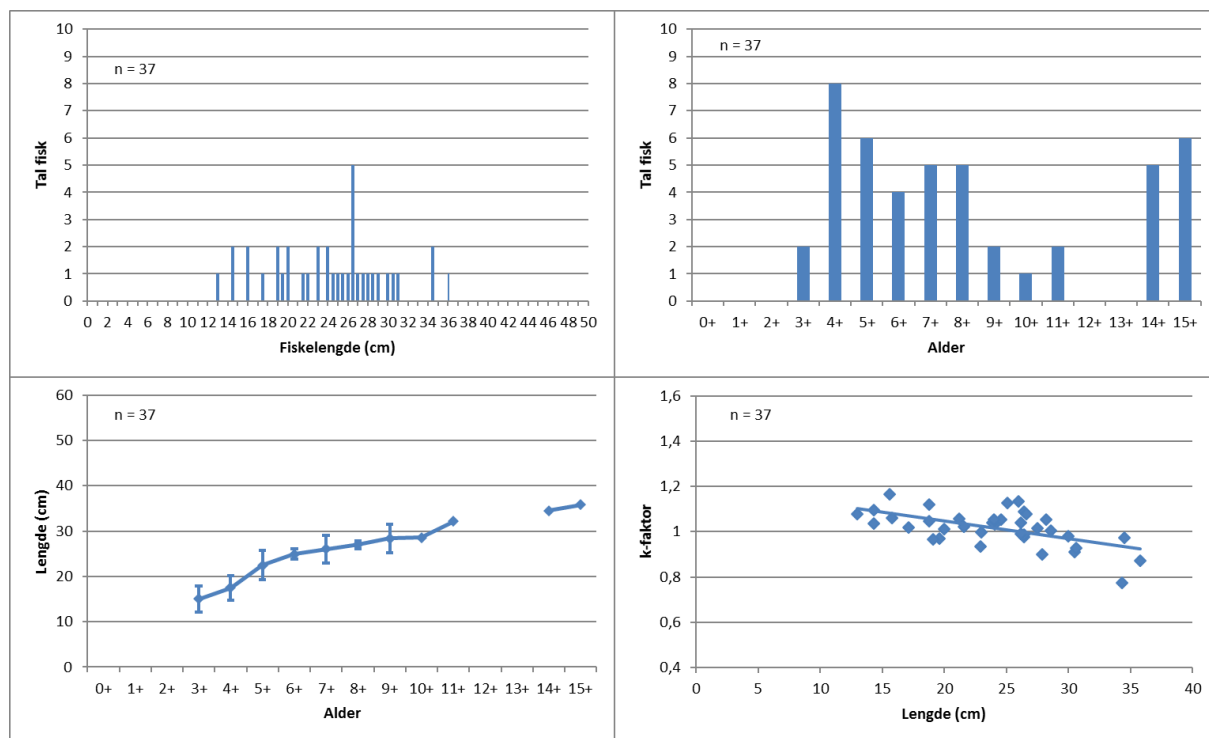 n = 37
Tal fisk
10
9
8
7
6
5
4
3
2
1
0
0 2 4 6 8 10 12 14 16 18 20 22 24 26 28 30 32 34 36 38 40 42 44 46 48 50
Fiskelengde (cm)
n = 37
Tal fisk
10
9
8
7
6
5
4
3
2
1
0
0+ 1+ 2+ 3+ 4+ 5+ 6+ 7+ 8+ 9+ 10+ 11+ 12+ 13+ 14+ 15+
Alder
n = 37
Lengde (cm)
60
50
40
30
20
10
0
0+ 1+ 2+ 3+ 4+ 5+ 6+ 7+ 8+ 9+ 10+ 11+ 12+ 13+ 14+ 15+
Alder
n = 37
k-faktor
1,6
1,4
1,2
1
0,8
0,6
0,4
0 5 10 15 20 25 30 35 40
Lengde (cm)